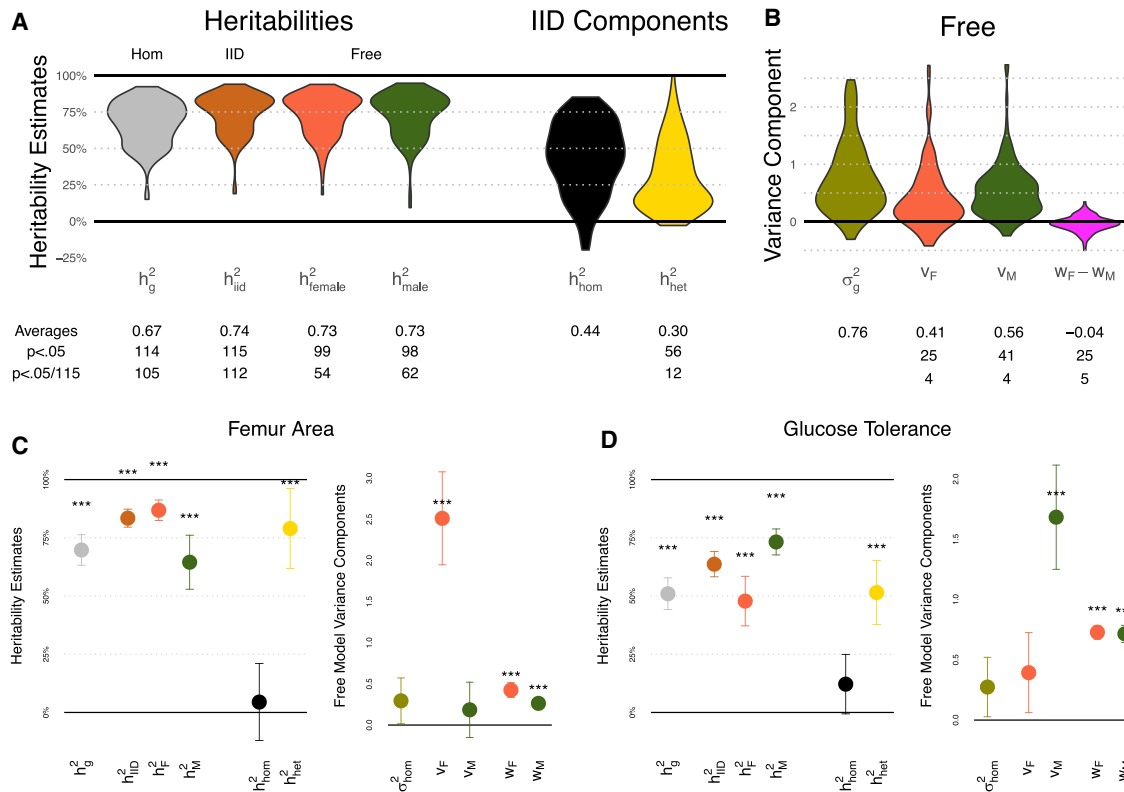 A
Heritabilities
IID Components
Hom IID Free
Heritability Estimates
100%
75%
50%
25%
0%
−25%
h²g h²iid h²female h²male h²hom h²het
Averages 0.67 0.74 0.73 0.73 0.44 0.30
p<.05 114 115 99 98 56
p<.05/115 105 112 54 62 12
B
Free
Variance Component
2
1
0
σ²g vF vM wF − wM
0.76 0.41 0.56 −0.04
25 41 25
4 4 5
C
Femur Area
Heritability Estimates
100%
75%
50%
25%
0%
*** *** *** *** ***
h²g h²IID h²F h²M h²hom h²het
Free Model Variance Components
3.0
2.5
2.0
1.5
1.0
0.5
0.0
*** *** ***
σ²hom vF vM wF wM
D
Glucose Tolerance
Heritability Estimates
100%
75%
50%
25%
0%
*** *** *** *** ***
h²g h²IID h²F h²M h²hom h²het
Free Model Variance Components
2.0
1.5
1.0
0.5
0.0
*** *** **
σ²hom vF vM wF